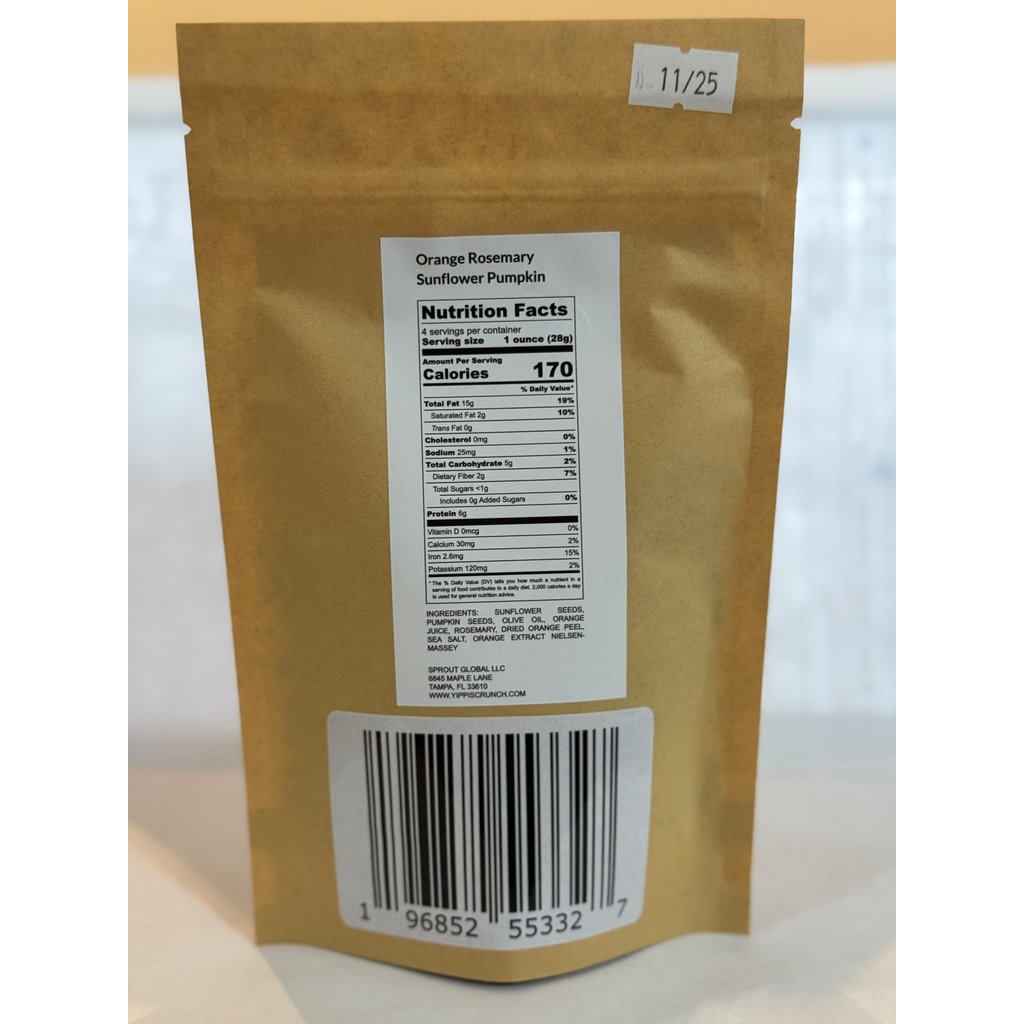 11/25
Orange Rosemary
Sunflower Pumpkin
Nutrition Facts
4 servings per container
Serving size 1 ounce (28g)
Amount Per Serving
Calories 170
% Daily Value*
Total Fat 15g 19%
Saturated Fat 2g 10%
Trans Fat 0g
Cholesterol 0mg 0%
Sodium 25mg 1%
Total Carbohydrate 5g 2%
Dietary Fiber 2g 7%
Total Sugars <1g
Includes 0g Added Sugars 0%
Protein 6g
Vitamin D 0mcg 0%
Calcium 30mg 2%
Iron 2.6mg 15%
Potassium 120mg 2%
* The % Daily Value (DV) tells you how much a nutrient in a
serving of food contributes to a daily diet. 2,000 calories a day
is used for general nutrition advice.
INGREDIENTS: SUNFLOWER SEEDS,
PUMPKIN SEEDS, OLIVE OIL, ORANGE
JUICE, ROSEMARY, DRIED ORANGE PEEL,
SEA SALT, ORANGE EXTRACT NIELSEN-
MASSEY
SPROUT GLOBAL LLC
6845 MAPLE LANE
TAMPA, FL 33610
WWW.YIPPISCRUNCH.COM
1 96852 55332 7